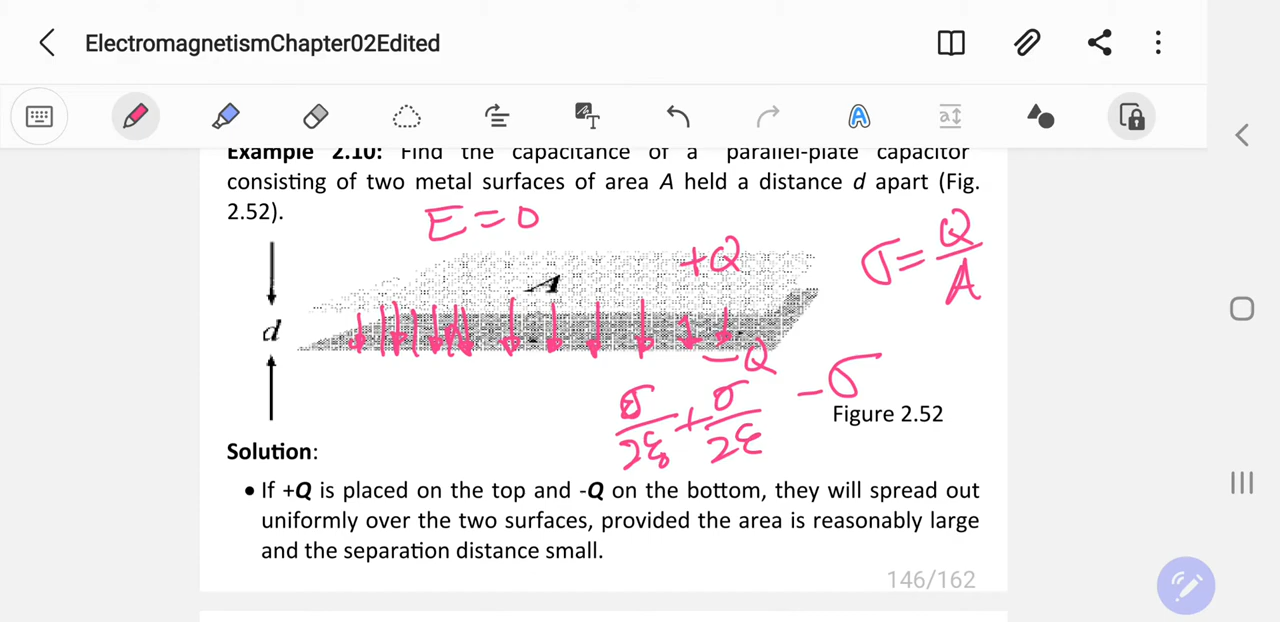 ElectromagnetismChapter02Edited
Example 2.10: Find the capacitance of a parallel-plate capacitor
consisting of two metal surfaces of area A held a distance d apart (Fig.
2.52).
E = 0
+Q
σ = Q/A
A
d
-Q
σ/2ε₀ + σ/2ε
-σ
Figure 2.52
Solution:
• If +Q is placed on the top and -Q on the bottom, they will spread out
uniformly over the two surfaces, provided the area is reasonably large
and the separation distance small.
146/162